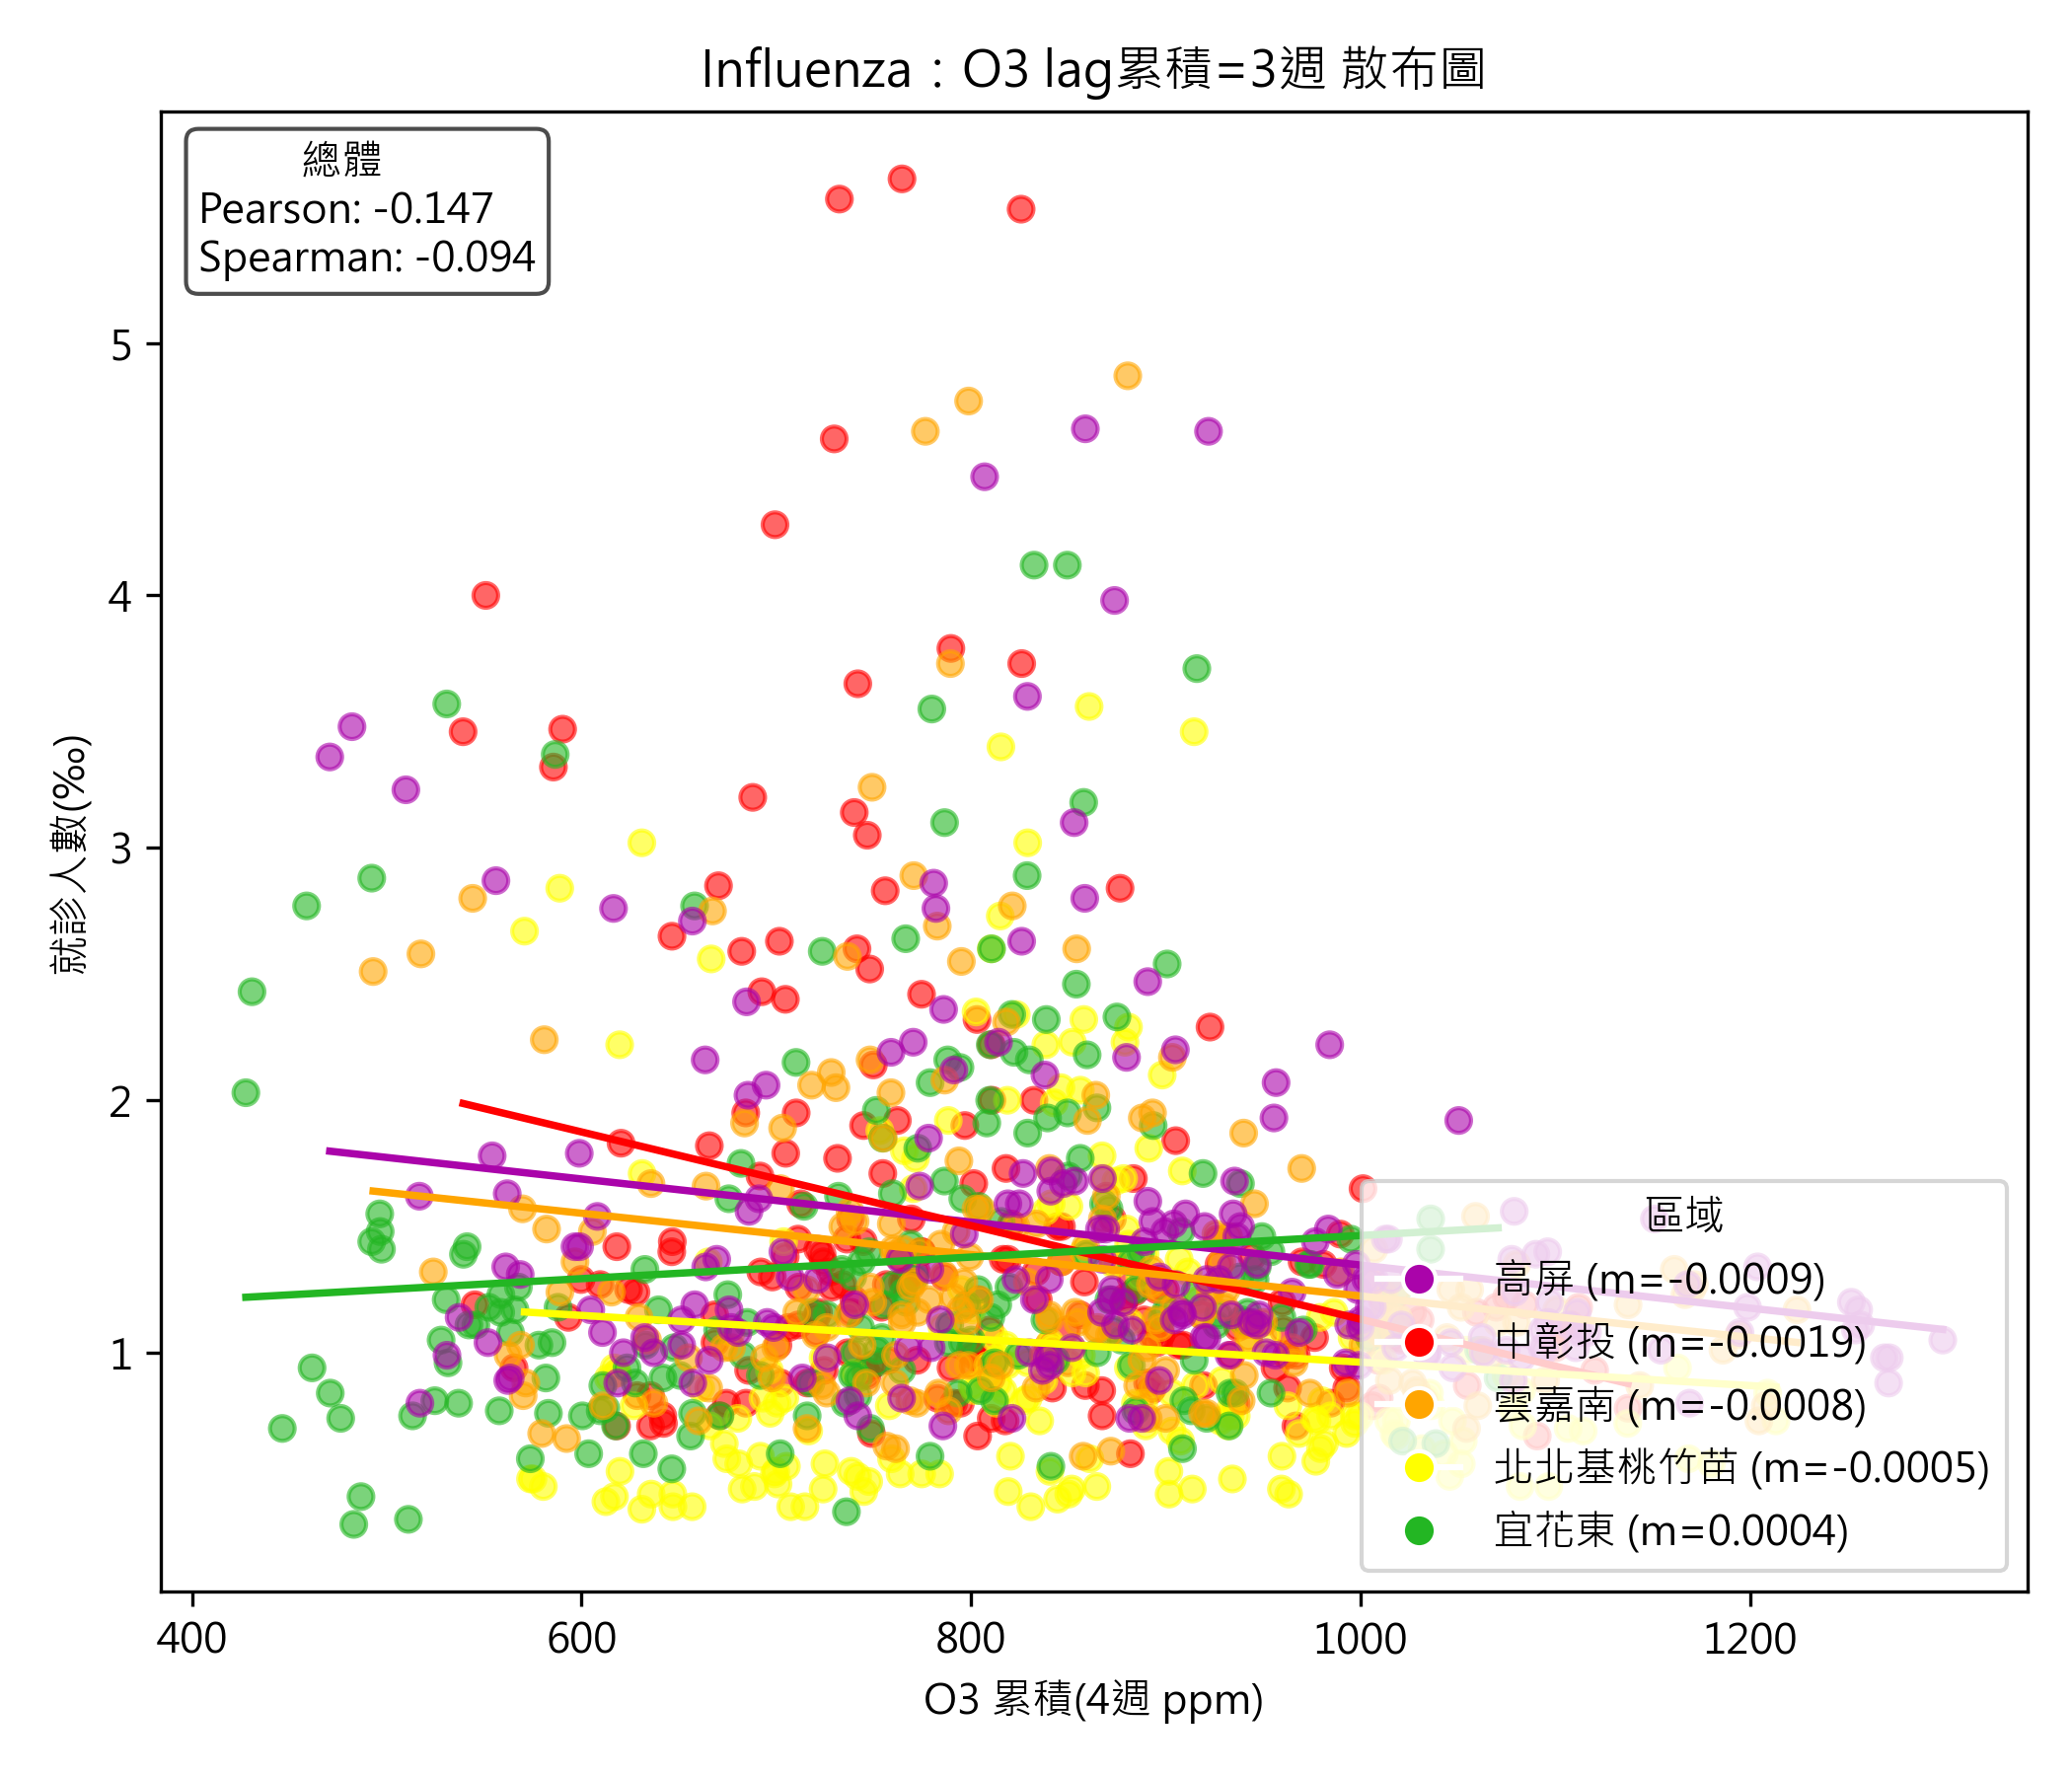 Influenza：O3 lag累積=3週 散布圖
總體
Pearson: -0.147
Spearman: -0.094
就診人數(‰)
5
4
3
2
1
區域
高屏 (m=-0.0009)
中彰投 (m=-0.0019)
雲嘉南 (m=-0.0008)
北北基桃竹苗 (m=-0.0005)
宜花東 (m=0.0004)
400 600 800 1000 1200
O3 累積(4週 ppm)